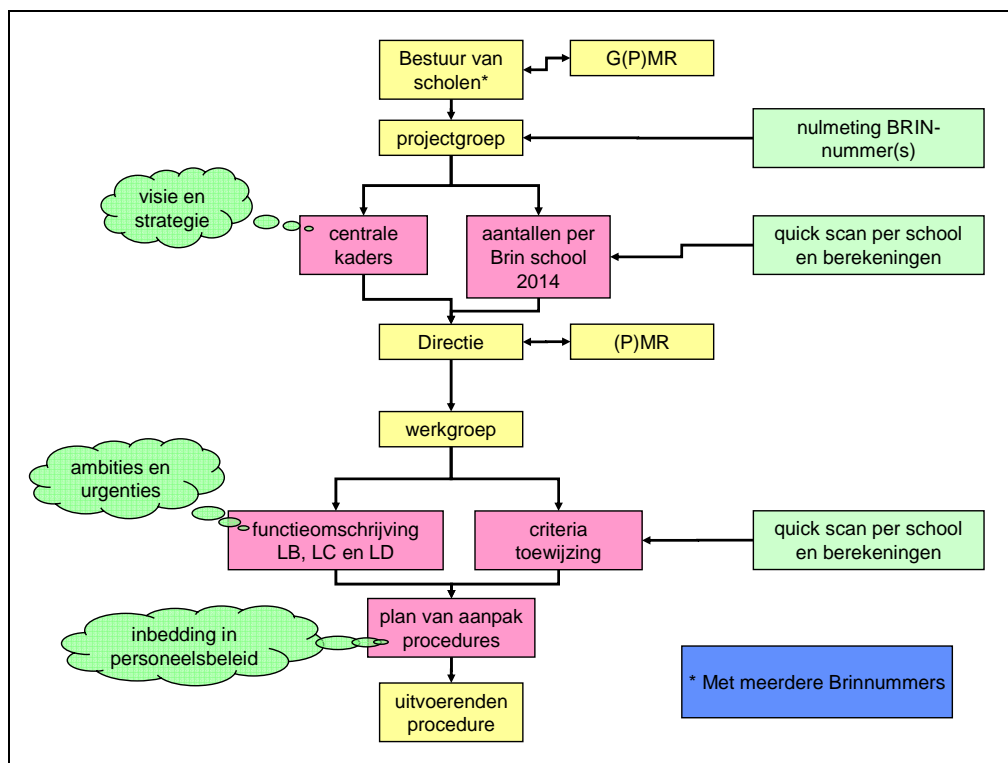 Bestuur van
scholen*
G(P)MR
projectgroep
nulmeting BRIN-
nummer(s)
visie en
strategie
centrale
kaders
aantallen per
Brin school
2014
quick scan per school
en berekeningen
Directie
(P)MR
werkgroep
ambities en
urgenties
functieomschrijving
LB, LC en LD
criteria
toewijzing
quick scan per school
en berekeningen
inbedding in
personeelsbeleid
plan van aanpak
procedures
* Met meerdere Brinnummers
uitvoerenden
procedure